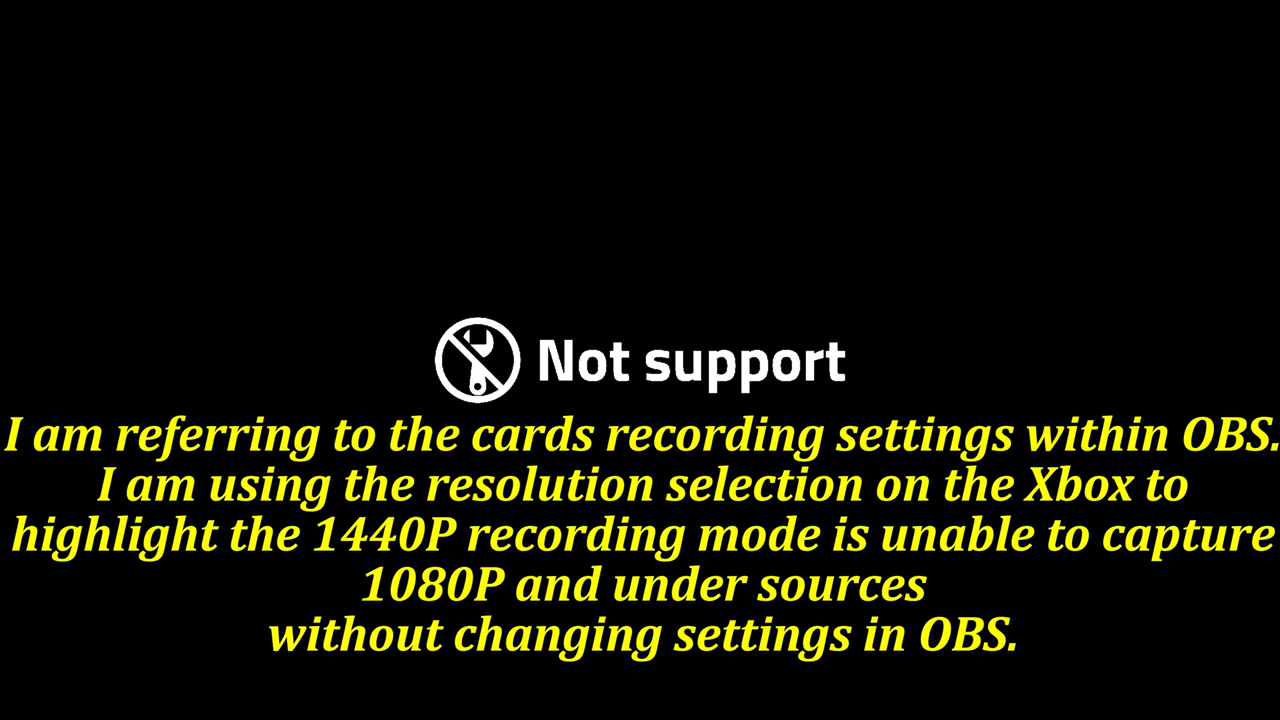 Not support
I am referring to the cards recording settings within OBS.
I am using the resolution selection on the Xbox to
highlight the 1440P recording mode is unable to capture
1080P and under sources
without changing settings in OBS.